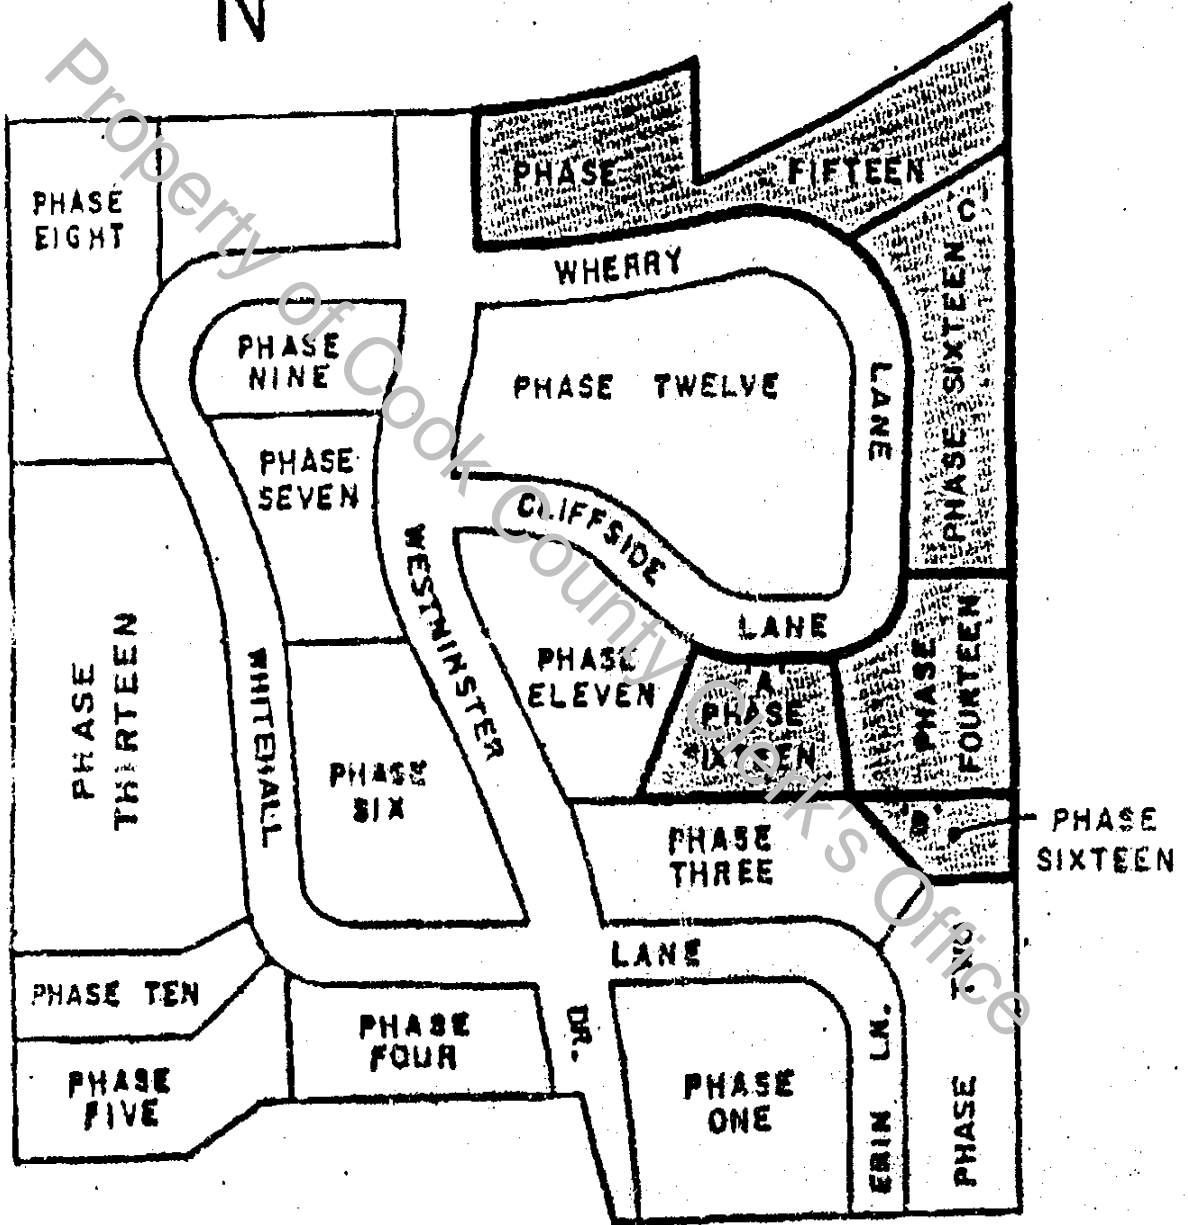 N
PHASE FIFTEEN
PHASE
EIGHT
C
WHERRY
LANE
PHASE SIXTEEN
PHASE
NINE
PHASE TWELVE
PHASE
SEVEN
CLIFFSIDE
LANE
WESTMINSTER
PHASE
THIRTEEN
WHITEHALL
PHASE
ELEVEN
A
PHASE
SIXTEEN
PHASE
FOURTEEN
PHASE
SIX
PHASE
THREE
"B"
PHASE
SIXTEEN
LANE
PHASE TWO
PHASE TEN
PHASE
FOUR
DR.
ERIN LN.
PHASE
FIVE
PHASE
ONE
Property of Cook County Clerk's Office